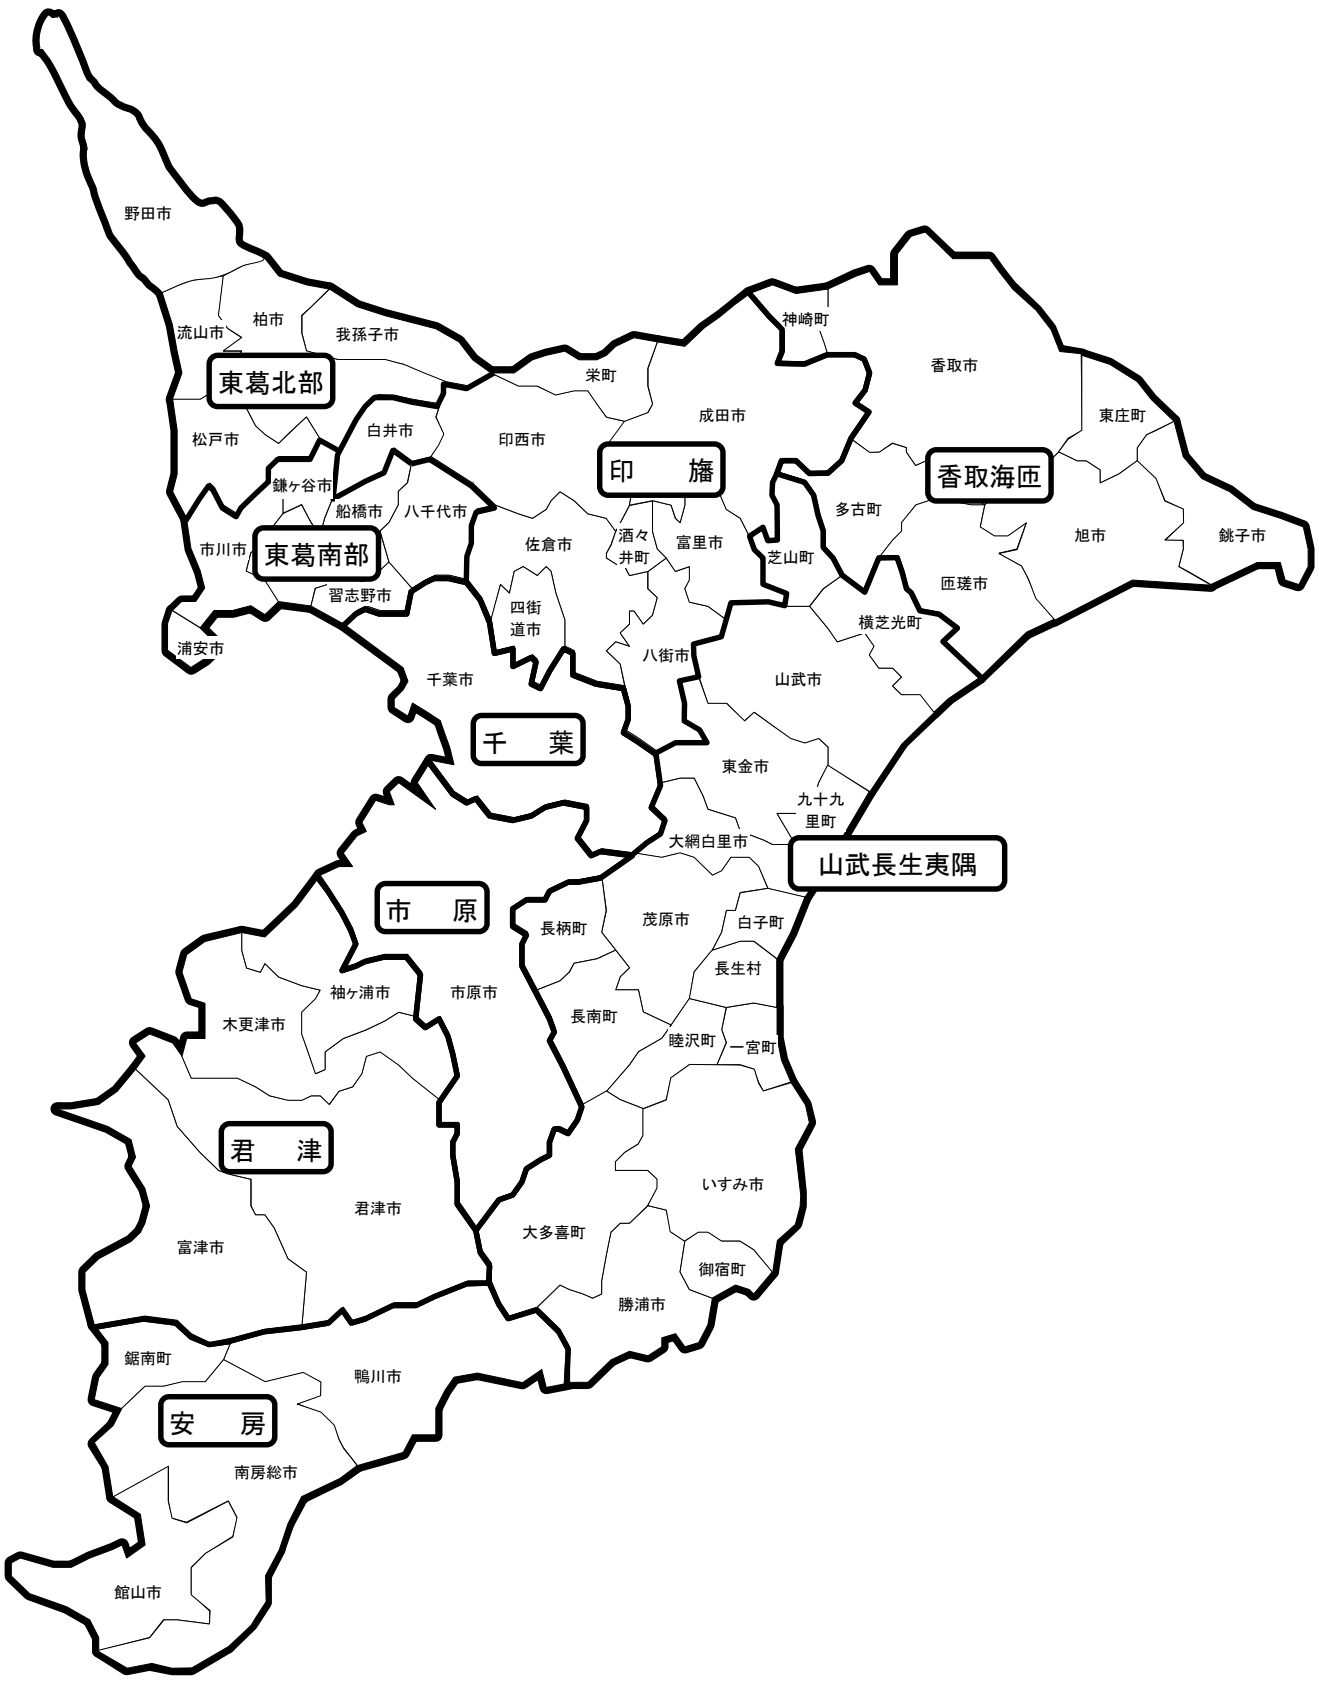 野田市
流山市
柏市
我孫子市
東葛北部
松戸市
鎌ヶ谷市
船橋市
八千代市
市川市
東葛南部
習志野市
浦安市
白井市
印西市
栄町
成田市
印　旛
佐倉市
酒々
井町
富里市
四街
道市
八街市
神崎町
香取市
東庄町
香取海匝
多古町
旭市
銚子市
匝瑳市
芝山町
横芝光町
山武市
東金市
九十九
里町
大網白里市
山武長生夷隅
千葉市
千　葉
市　原
市原市
長柄町
茂原市
白子町
長生村
長南町
睦沢町
一宮町
いすみ市
大多喜町
御宿町
勝浦市
袖ヶ浦市
木更津市
君　津
君津市
富津市
鋸南町
鴨川市
安　房
南房総市
館山市